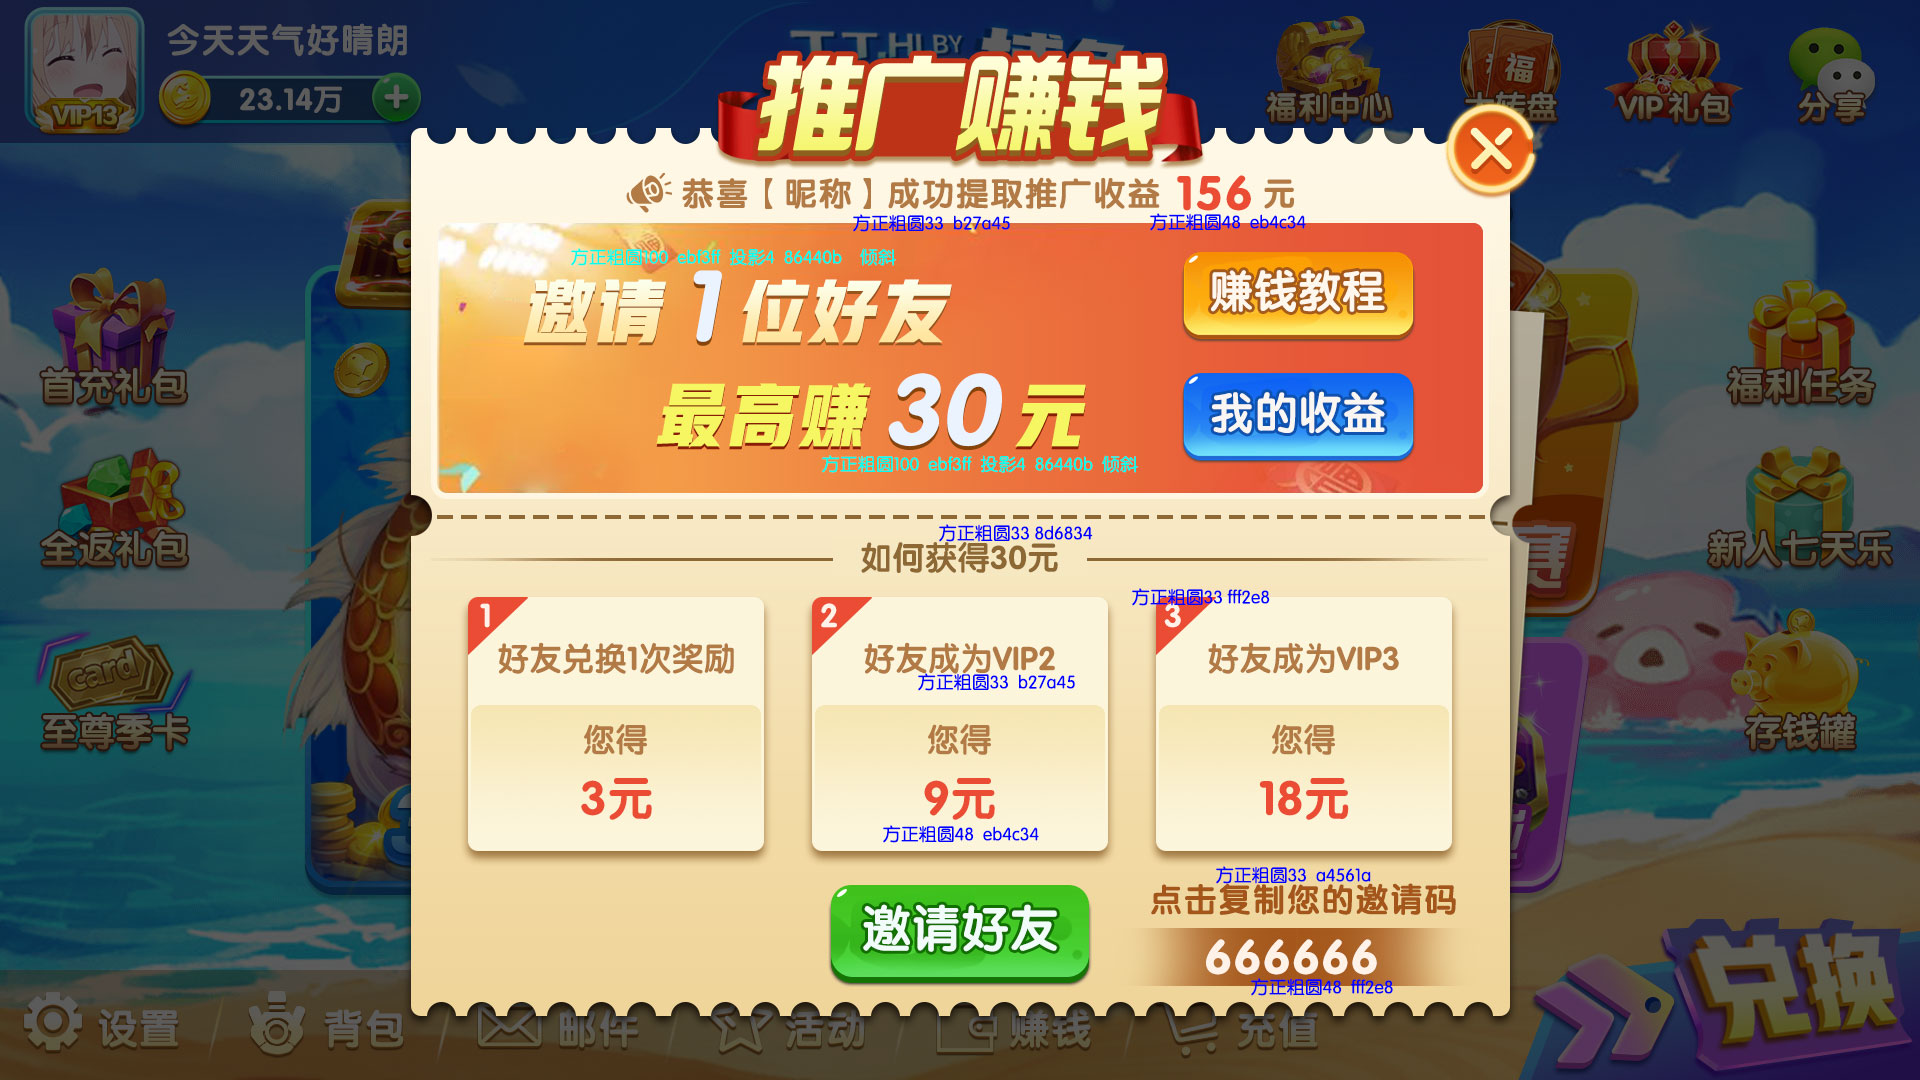 今天天气好晴朗
VIP13
23.14万
福利中心
大转盘
福
VIP礼包
分享
推广赚钱
恭喜【昵称】成功提取推广收益 156 元
方正粗圆33 b27a45
方正粗圆48 eb4c34
方正粗圆100 ebf3ff 投影4 86440b 倾斜
邀请 1 位好友
赚钱教程
最高赚 30 元
我的收益
方正粗圆100 ebf3ff 投影4 86440b 倾斜
首充礼包
全返礼包
card
至尊季卡
福利任务
新人七天乐
存钱罐
赛
方正粗圆33 8d6834
如何获得30元
方正粗圆33 fff2e8
1
好友兑换1次奖励
您得
3元
2
好友成为VIP2
方正粗圆33 b27a45
您得
9元
方正粗圆48 eb4c34
3
好友成为VIP3
您得
18元
邀请好友
方正粗圆33 a4561a
点击复制您的邀请码
666666
方正粗圆48 fff2e8
设置
背包
邮件
活动
赚钱
充值
兑换